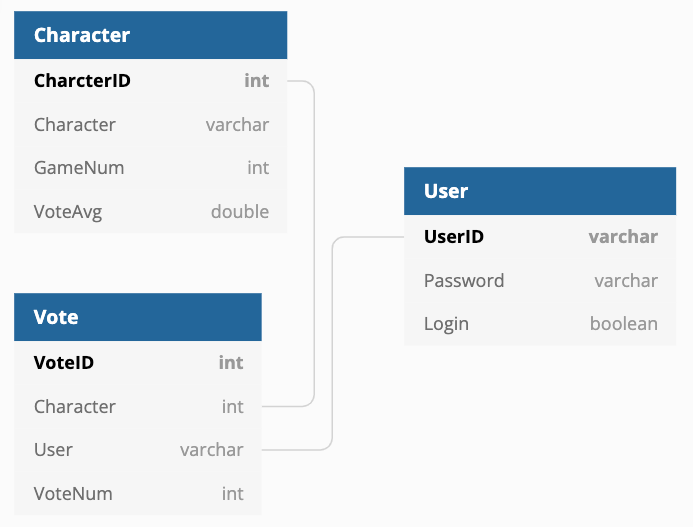 Character
CharcterID int
Character varchar
GameNum int
VoteAvg double
User
UserID varchar
Password varchar
Login boolean
Vote
VoteID int
Character int
User varchar
VoteNum int